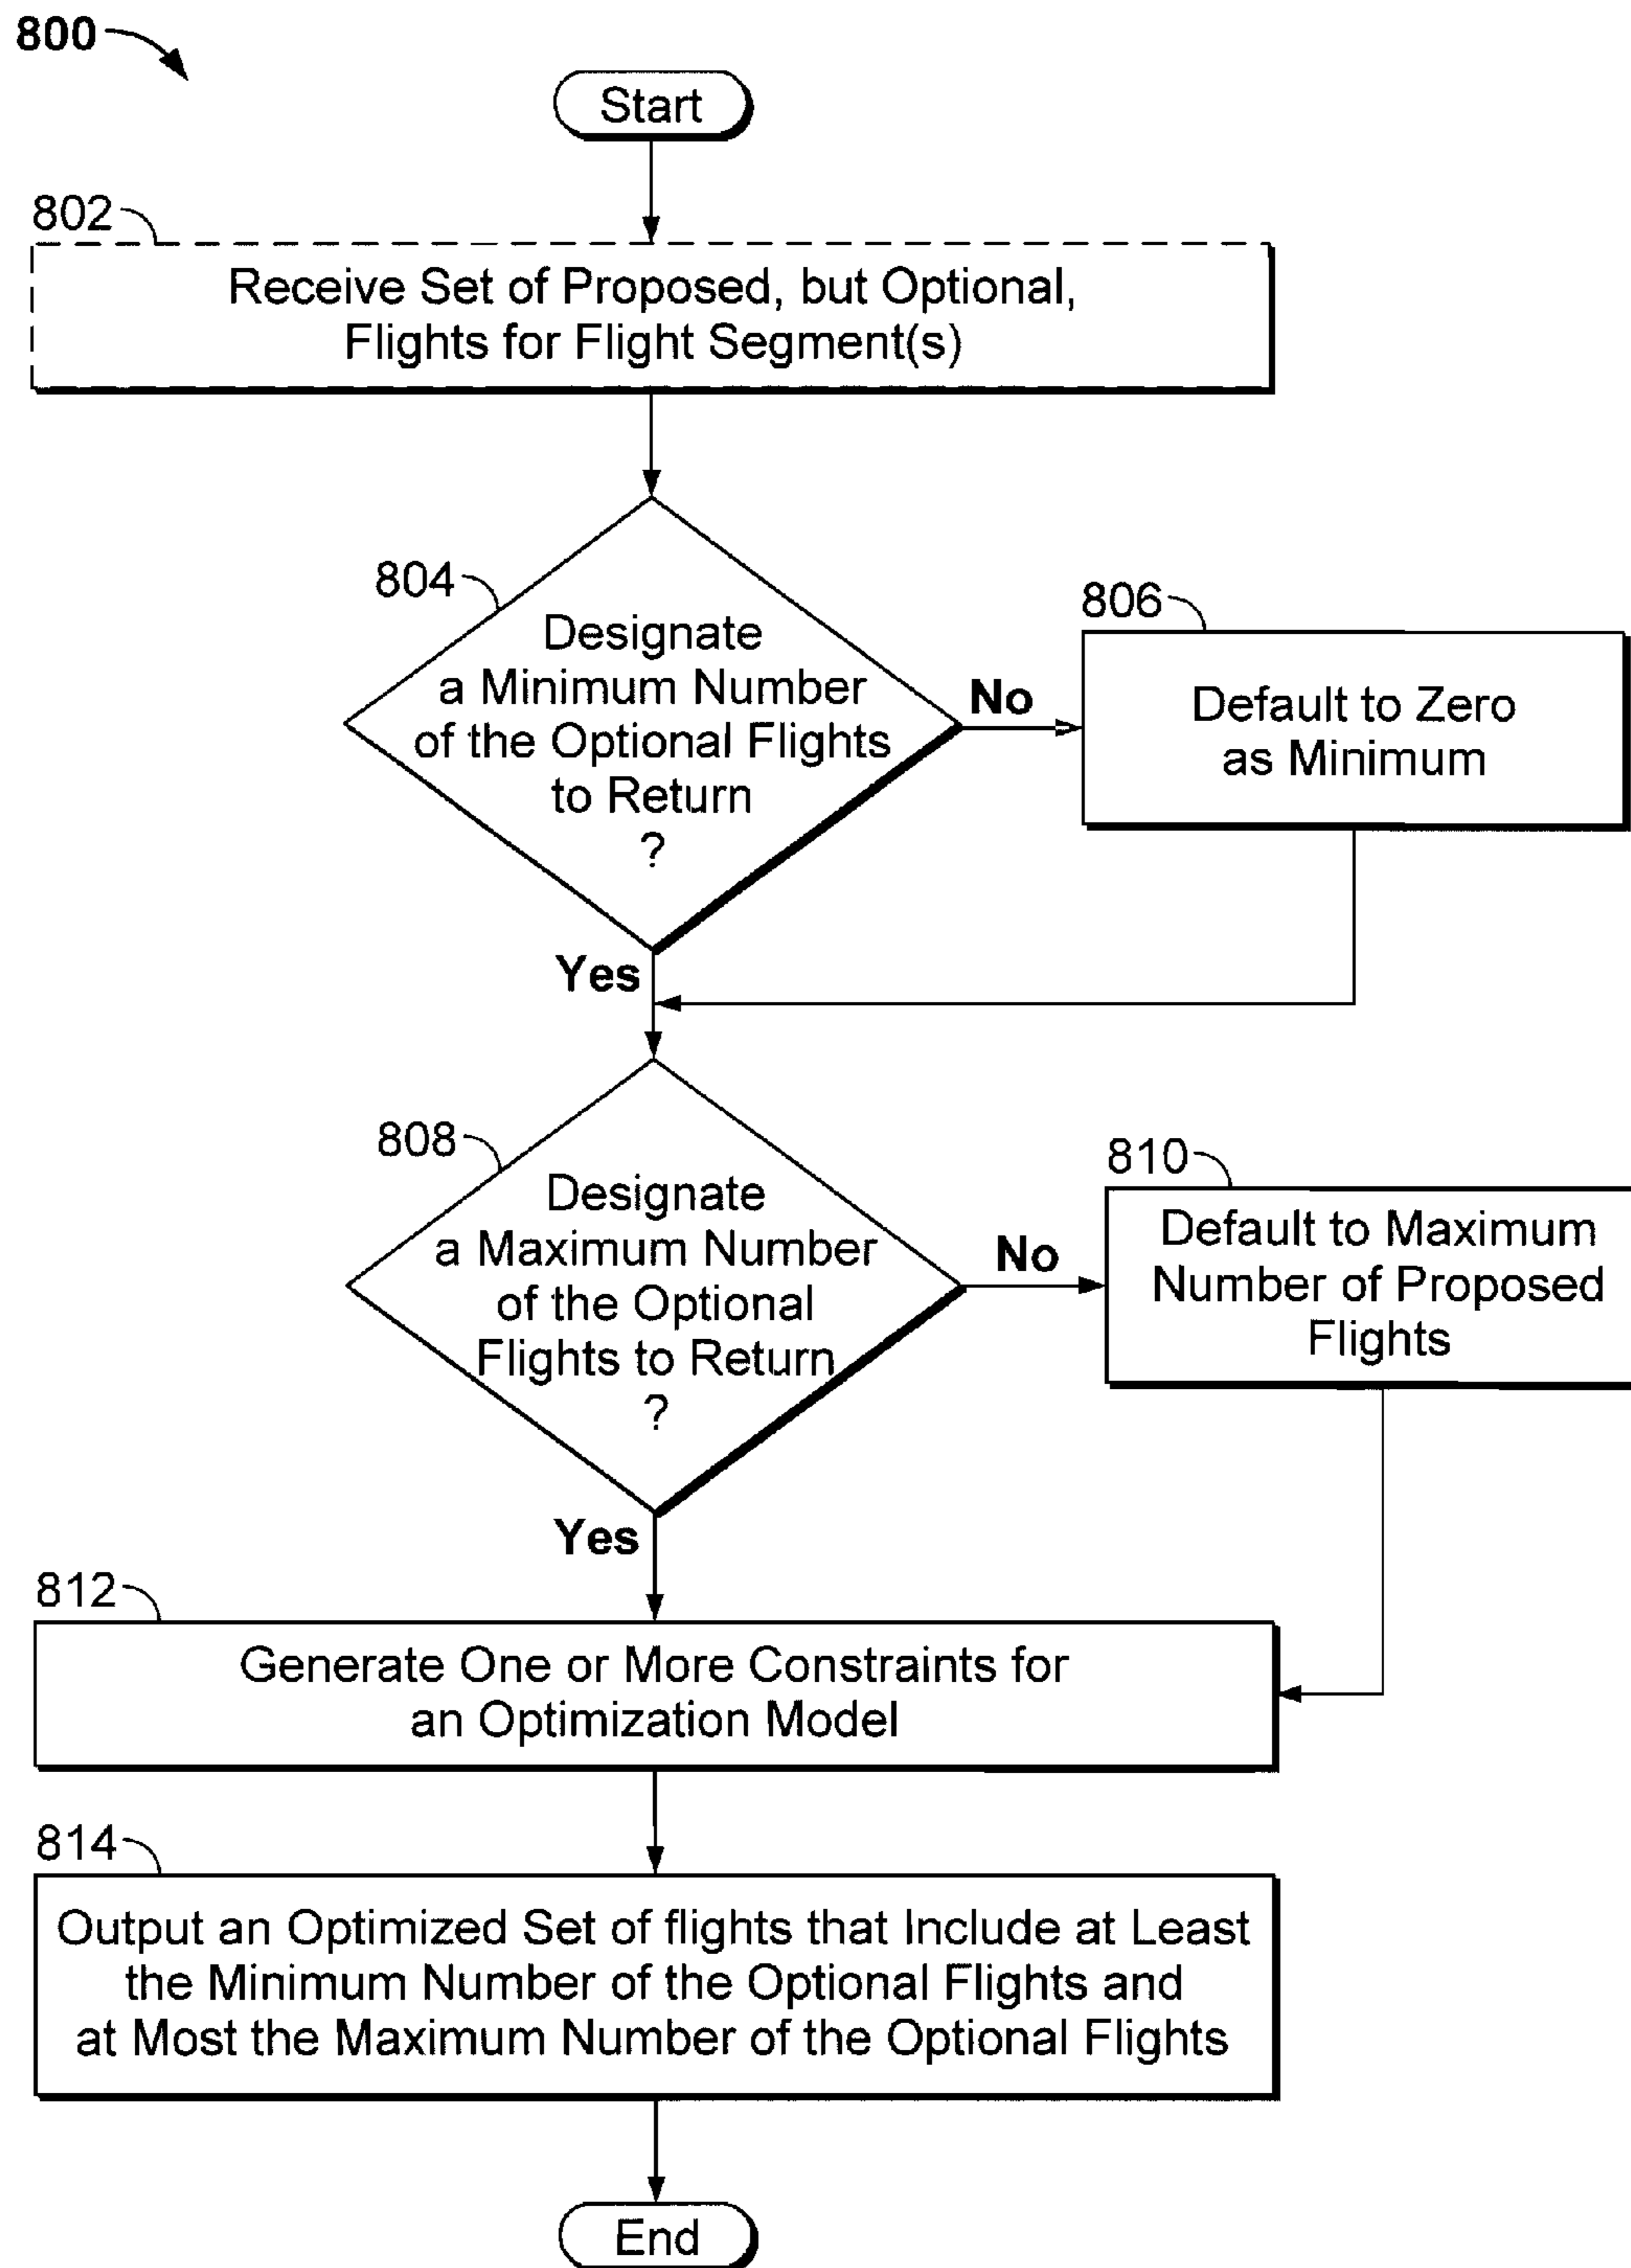 800
Start
802
Receive Set of Proposed, but Optional,
Flights for Flight Segment(s)
804
Designate
a Minimum Number
of the Optional Flights
to Return
?
No
806
Default to Zero
as Minimum
Yes
808
Designate
a Maximum Number
of the Optional
Flights to Return
?
No
810
Default to Maximum
Number of Proposed
Flights
Yes
812
Generate One or More Constraints for
an Optimization Model
814
Output an Optimized Set of flights that Include at Least
the Minimum Number of the Optional Flights and
at Most the Maximum Number of the Optional Flights
End